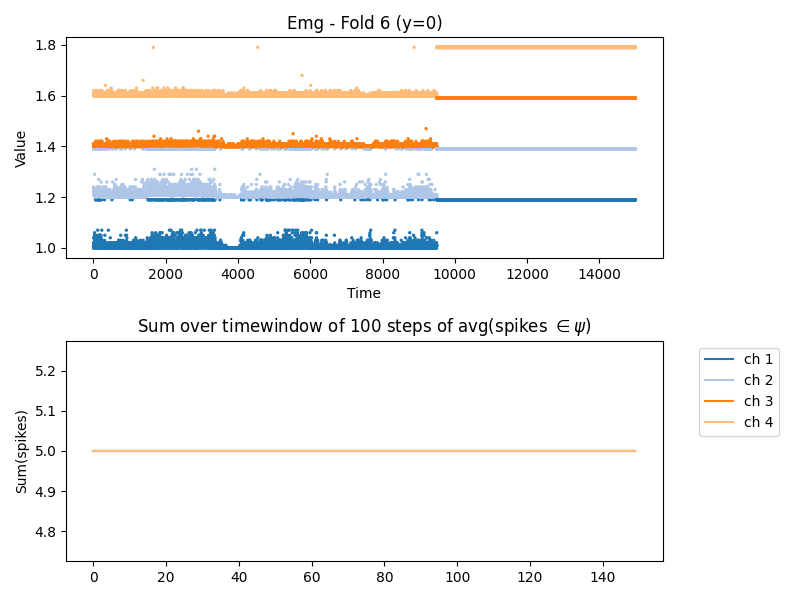 Emg - Fold 6 (y=0)
Value
1.8
1.6
1.4
1.2
1.0
0 2000 4000 6000 8000 10000 12000 14000
Time
Sum over timewindow of 100 steps of avg(spikes ∈ ψ)
Sum(spikes)
5.2
5.1
5.0
4.9
4.8
0 20 40 60 80 100 120 140
ch 1
ch 2
ch 3
ch 4